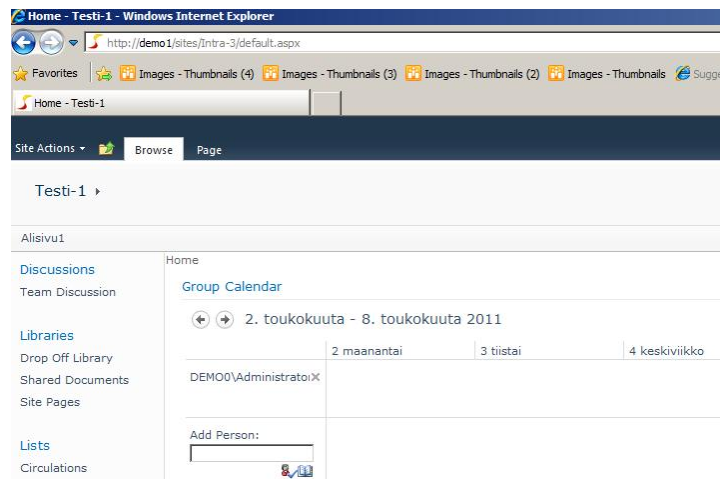 Home - Testi-1 - Windows Internet Explorer
http://demo1/sites/Intra-3/default.aspx
Favorites Images - Thumbnails (4) Images - Thumbnails (3) Images - Thumbnails (2) Images - Thumbnails Sugge
Home - Testi-1
Site Actions Browse Page
Testi-1
Alisivu1
Home
Discussions
Team Discussion
Libraries
Drop Off Library
Shared Documents
Site Pages
Lists
Circulations
Group Calendar
2. toukokuuta - 8. toukokuuta 2011
2 maanantai 3 tiistai 4 keskiviikko
DEMO0\Administrato
Add Person: